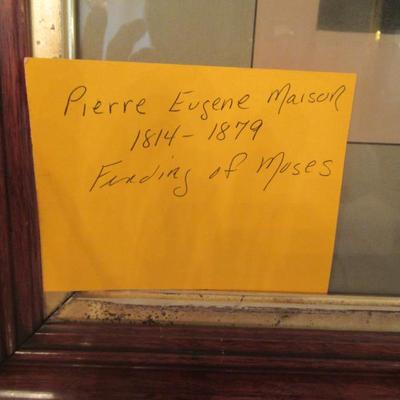 Pierre Eugene Maison
1814-1879
Finding of Moses